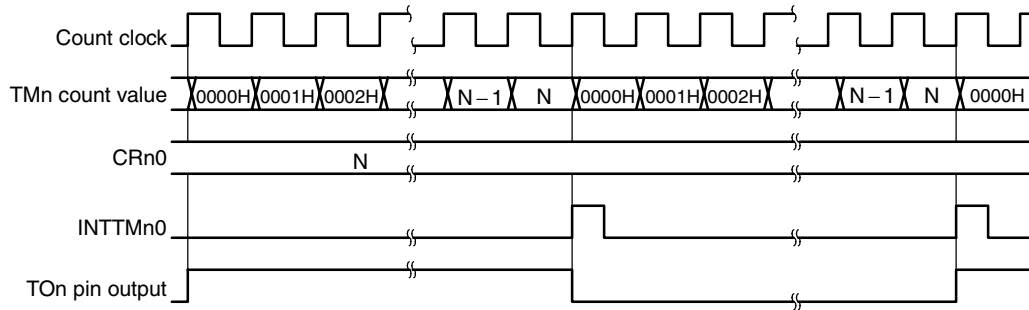 Count clock
TMn count value 0000H 0001H 0002H N – 1 N 0000H 0001H 0002H N – 1 N 0000H
CRn0 N
INTTMn0
TOn pin output